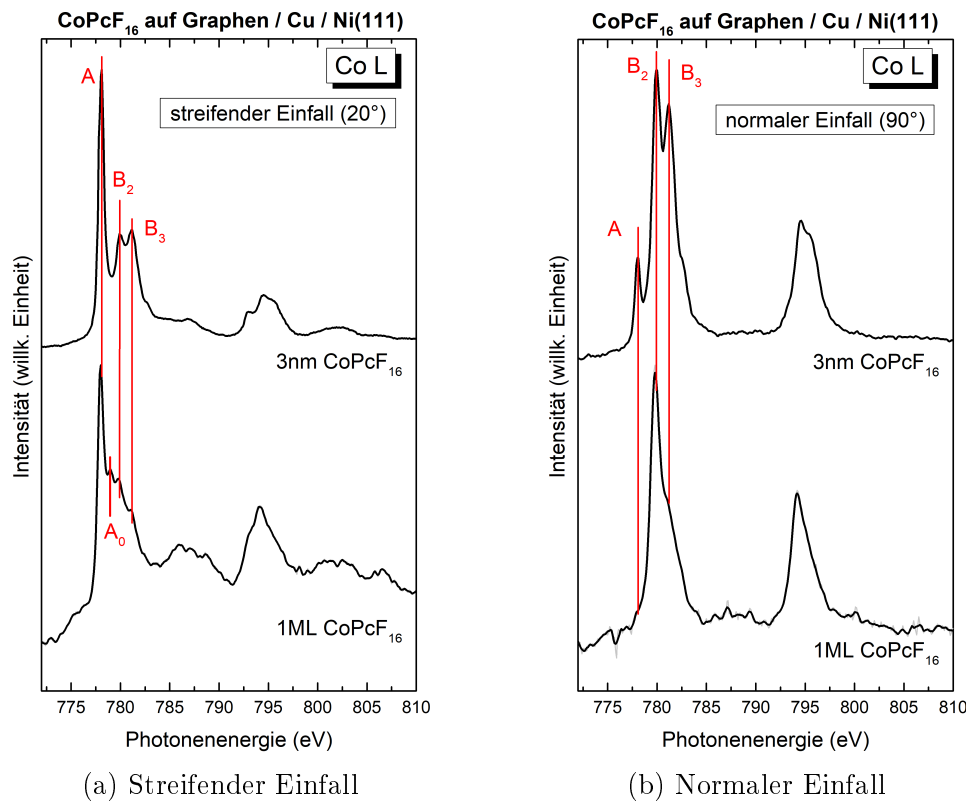 CoPcF₁₆ auf Graphen / Cu / Ni(111)
Co L
streifender Einfall (20°)
A
B₂
B₃
3nm CoPcF₁₆
A₀
1ML CoPcF₁₆
Intensität (willk. Einheit)
775 780 785 790 795 800 805 810
Photonenenergie (eV)
(a) Streifender Einfall
CoPcF₁₆ auf Graphen / Cu / Ni(111)
Co L
normaler Einfall (90°)
B₂
B₃
A
3nm CoPcF₁₆
1ML CoPcF₁₆
Intensität (willk. Einheit)
775 780 785 790 795 800 805 810
Photonenenergie (eV)
(b) Normaler Einfall